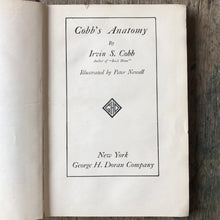 Cobb's Anatomy
By
Irvin S. Cobb
Author of "Back Home"
Illustrated by Peter Newell
New York
George H. Doran Company